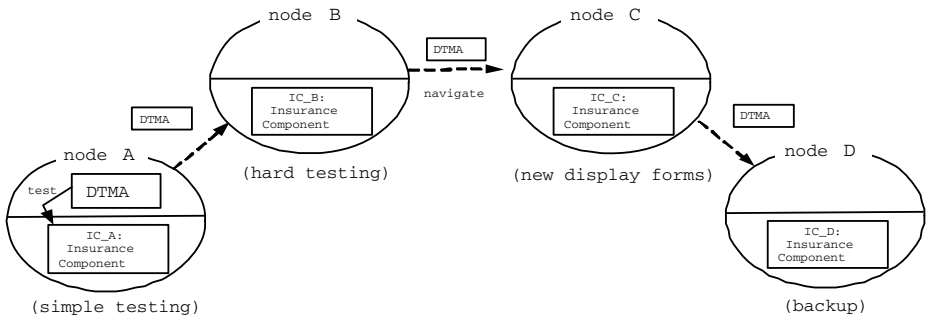 node B
node C
DTMA
navigate
IC_B:
Insurance
Component
IC_C:
Insurance
Component
DTMA
DTMA
node A
(hard testing)
(new display forms)
node D
test
DTMA
IC_A:
Insurance
Component
IC_D:
Insurance
Component
(simple testing)
(backup)